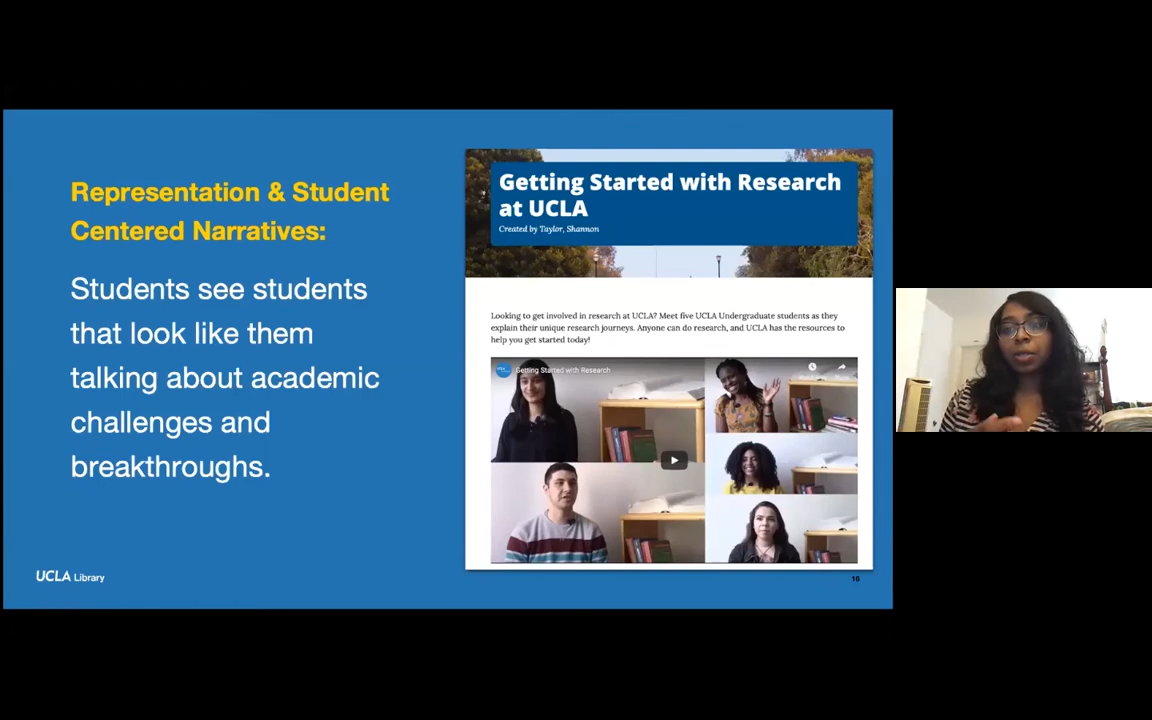 Representation & Student
Centered Narratives:
Students see students
that look like them
talking about academic
challenges and
breakthroughs.
UCLA Library
Getting Started with Research
at UCLA
Created by Taylor, Shannon
Looking to get involved in research at UCLA? Meet five UCLA Undergraduate students as they
explain their unique research journeys. Anyone can do research, and UCLA has the resources to
help you get started today!
Getting Started with Research
16